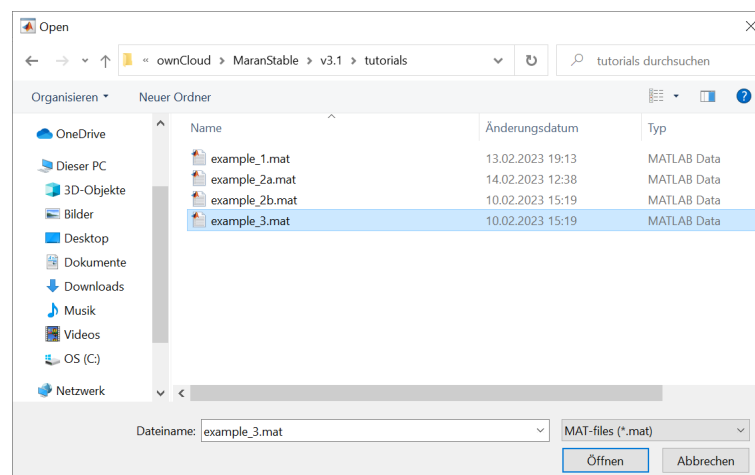 Open
« ownCloud > MaranStable > v3.1 > tutorials
tutorials durchsuchen
Organisieren
Neuer Ordner
Name Änderungsdatum Typ
OneDrive
Dieser PC
3D-Objekte
Bilder
Desktop
Dokumente
Downloads
Musik
Videos
OS (C:)
Netzwerk
example_1.mat 13.02.2023 19:13 MATLAB Data
example_2a.mat 14.02.2023 12:38 MATLAB Data
example_2b.mat 10.02.2023 15:19 MATLAB Data
example_3.mat 10.02.2023 15:19 MATLAB Data
Dateiname: example_3.mat MAT-files (*.mat)
Öffnen Abbrechen